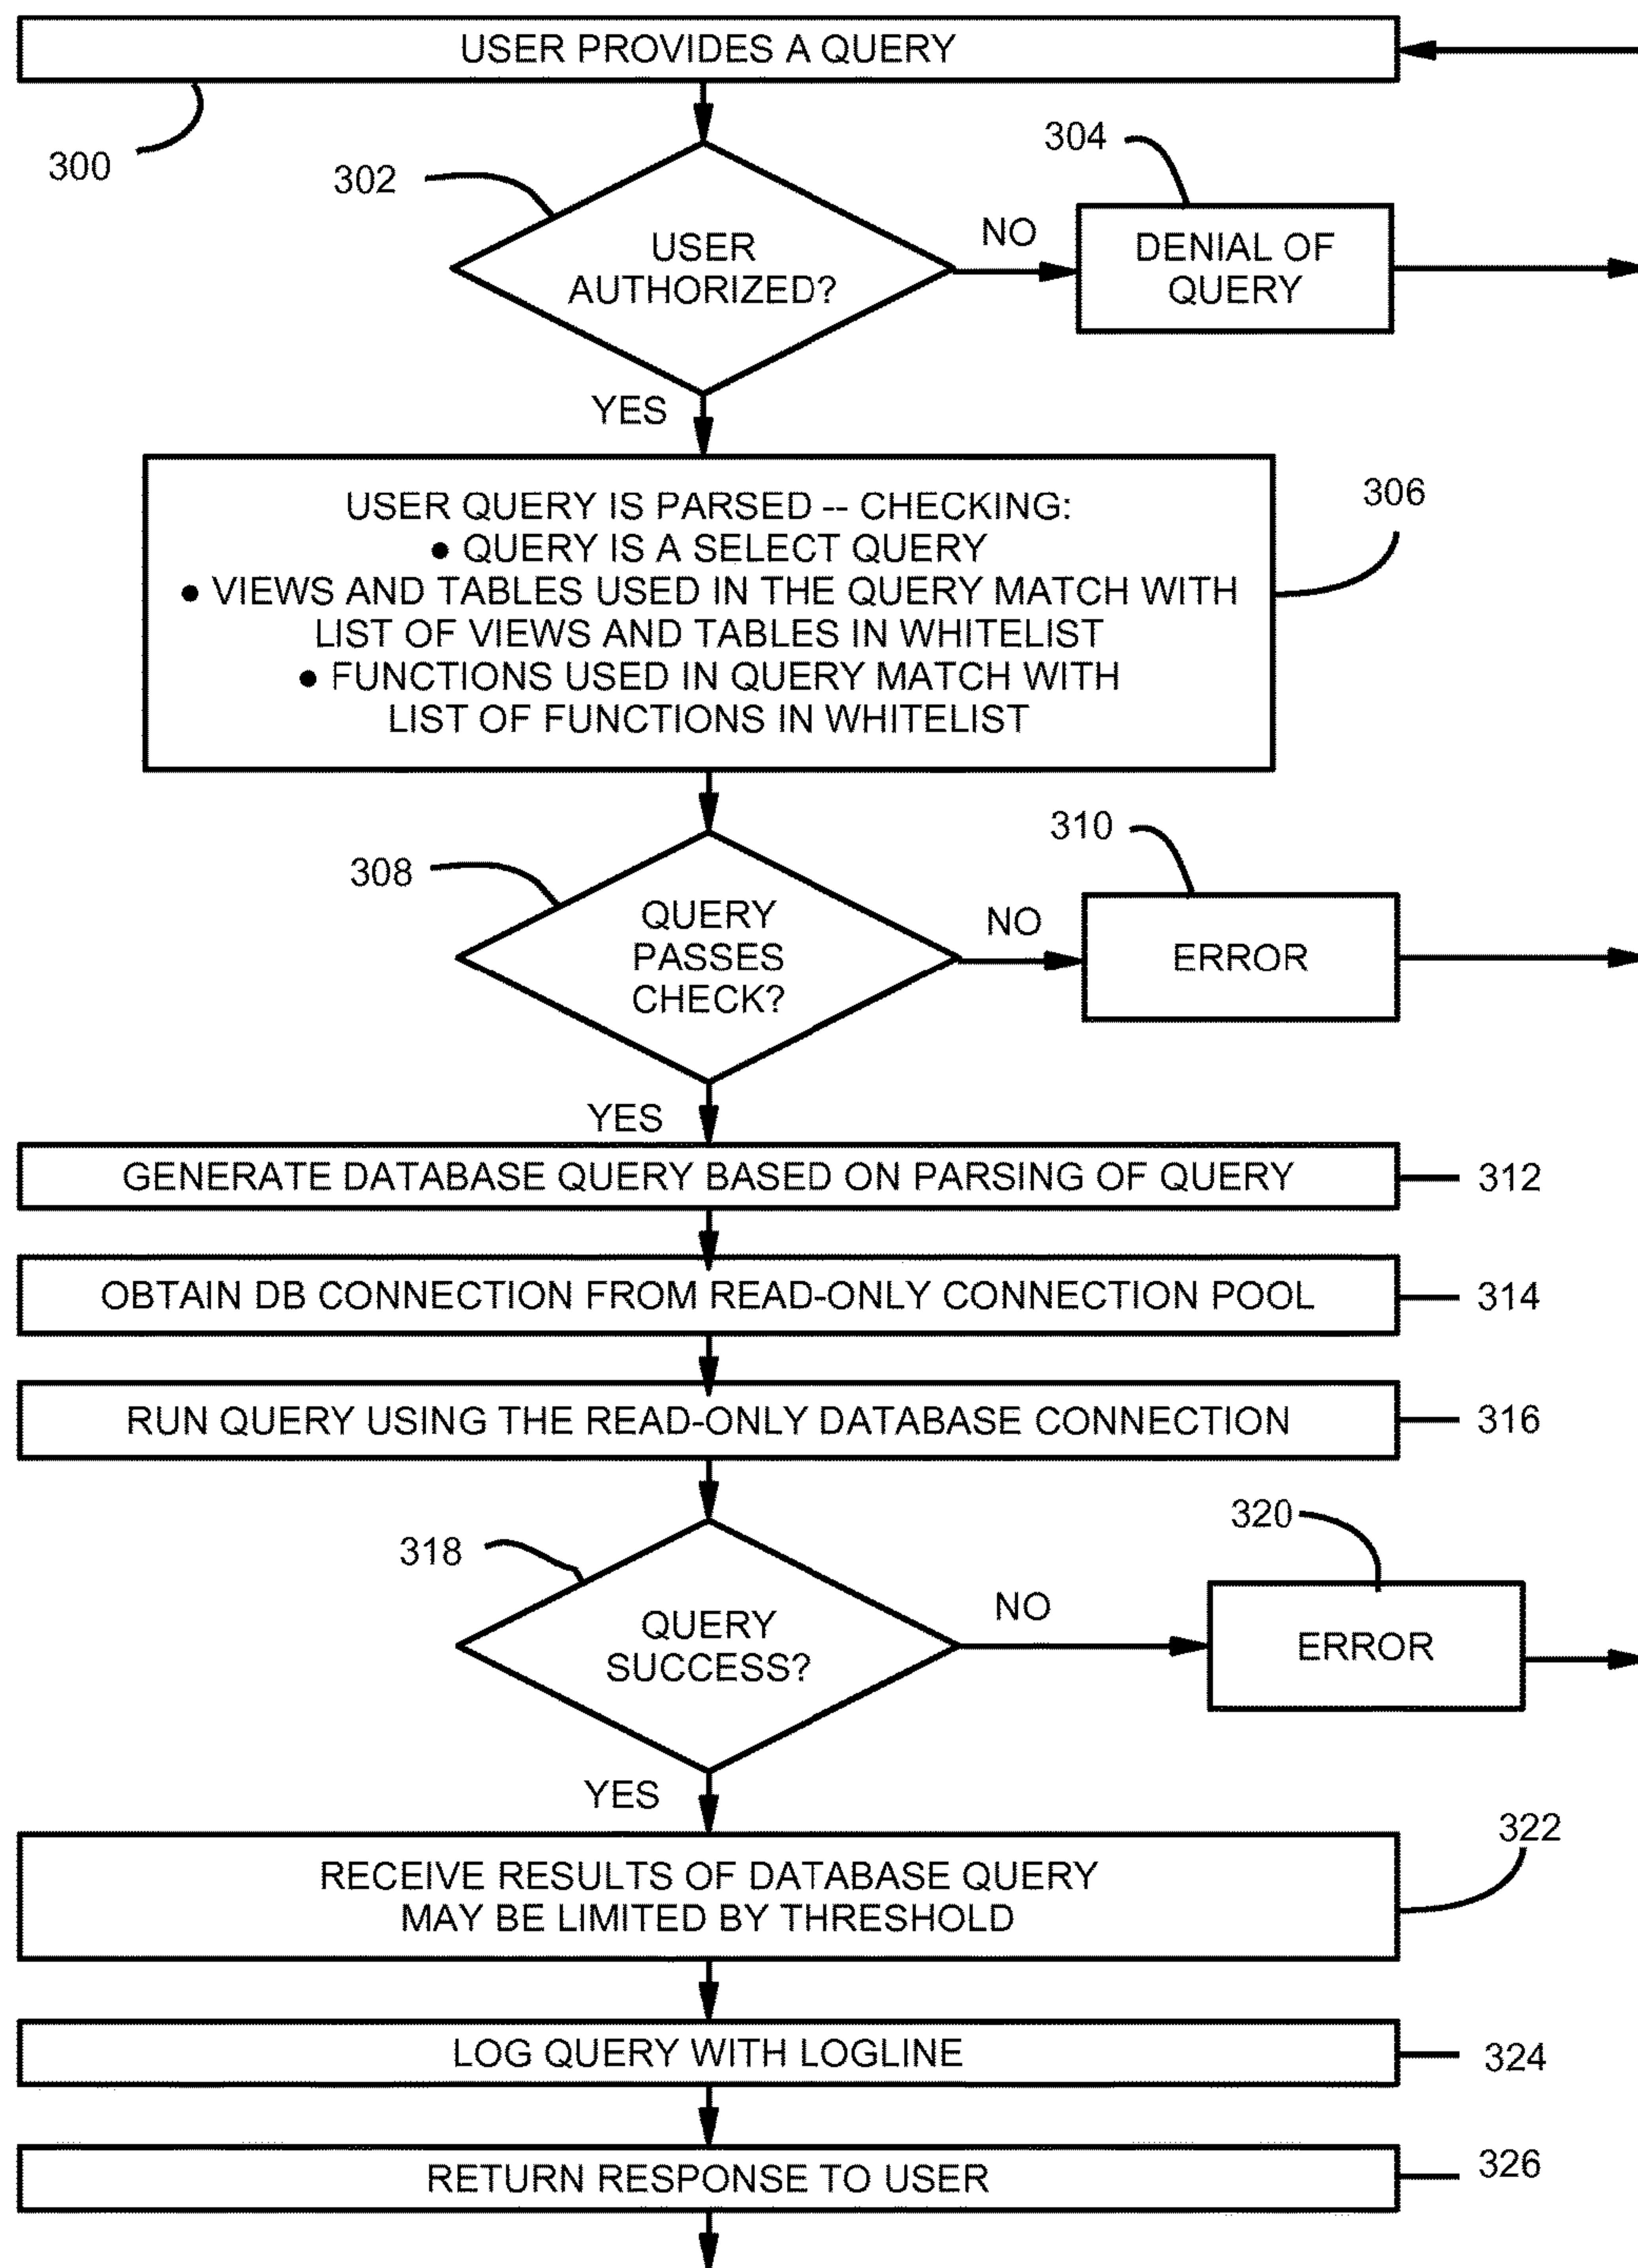 USER PROVIDES A QUERY
300
302
304
USER
AUTHORIZED?
NO
DENIAL OF
QUERY
YES
306
USER QUERY IS PARSED -- CHECKING:
● QUERY IS A SELECT QUERY
● VIEWS AND TABLES USED IN THE QUERY MATCH WITH
LIST OF VIEWS AND TABLES IN WHITELIST
● FUNCTIONS USED IN QUERY MATCH WITH
LIST OF FUNCTIONS IN WHITELIST
308
310
QUERY
PASSES
CHECK?
NO
ERROR
YES
GENERATE DATABASE QUERY BASED ON PARSING OF QUERY
312
OBTAIN DB CONNECTION FROM READ-ONLY CONNECTION POOL
314
RUN QUERY USING THE READ-ONLY DATABASE CONNECTION
316
318
320
QUERY
SUCCESS?
NO
ERROR
YES
322
RECEIVE RESULTS OF DATABASE QUERY
MAY BE LIMITED BY THRESHOLD
LOG QUERY WITH LOGLINE
324
RETURN RESPONSE TO USER
326